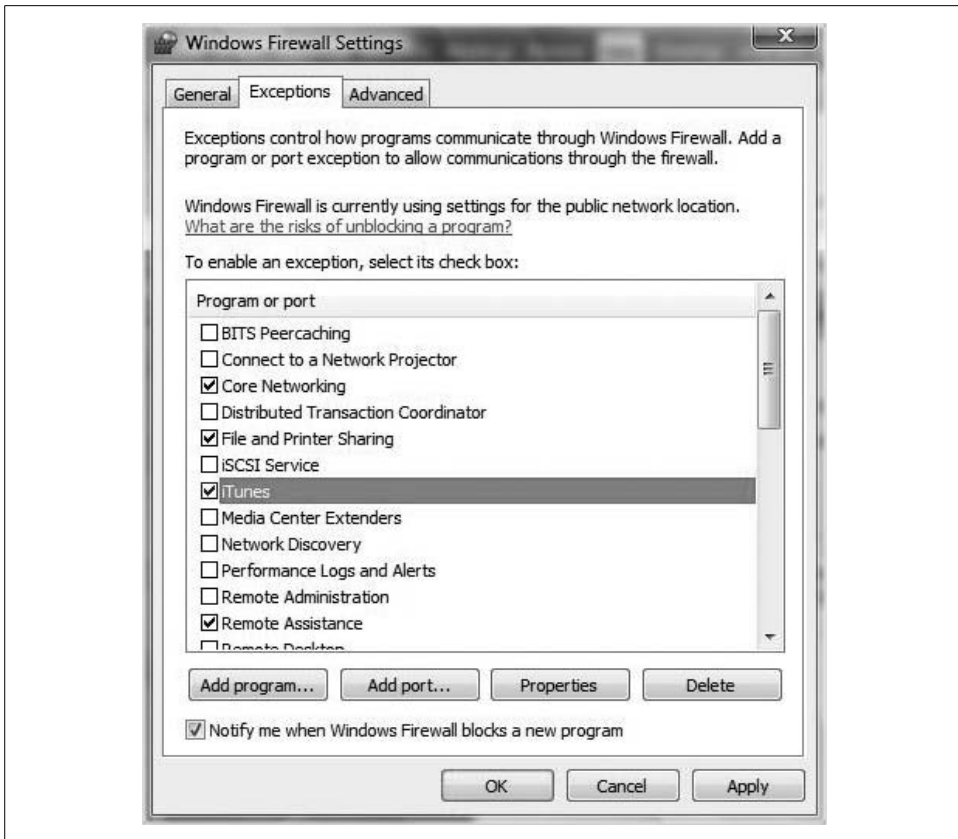 Windows Firewall Settings
General Exceptions Advanced
Exceptions control how programs communicate through Windows Firewall. Add a
program or port exception to allow communications through the firewall.
Windows Firewall is currently using settings for the public network location.
What are the risks of unblocking a program?
To enable an exception, select its check box:
Program or port
BITS Peercaching
Connect to a Network Projector
Core Networking
Distributed Transaction Coordinator
File and Printer Sharing
iSCSI Service
iTunes
Media Center Extenders
Network Discovery
Performance Logs and Alerts
Remote Administration
Remote Assistance
Remote Desktop
Add program... Add port... Properties Delete
Notify me when Windows Firewall blocks a new program
OK Cancel Apply